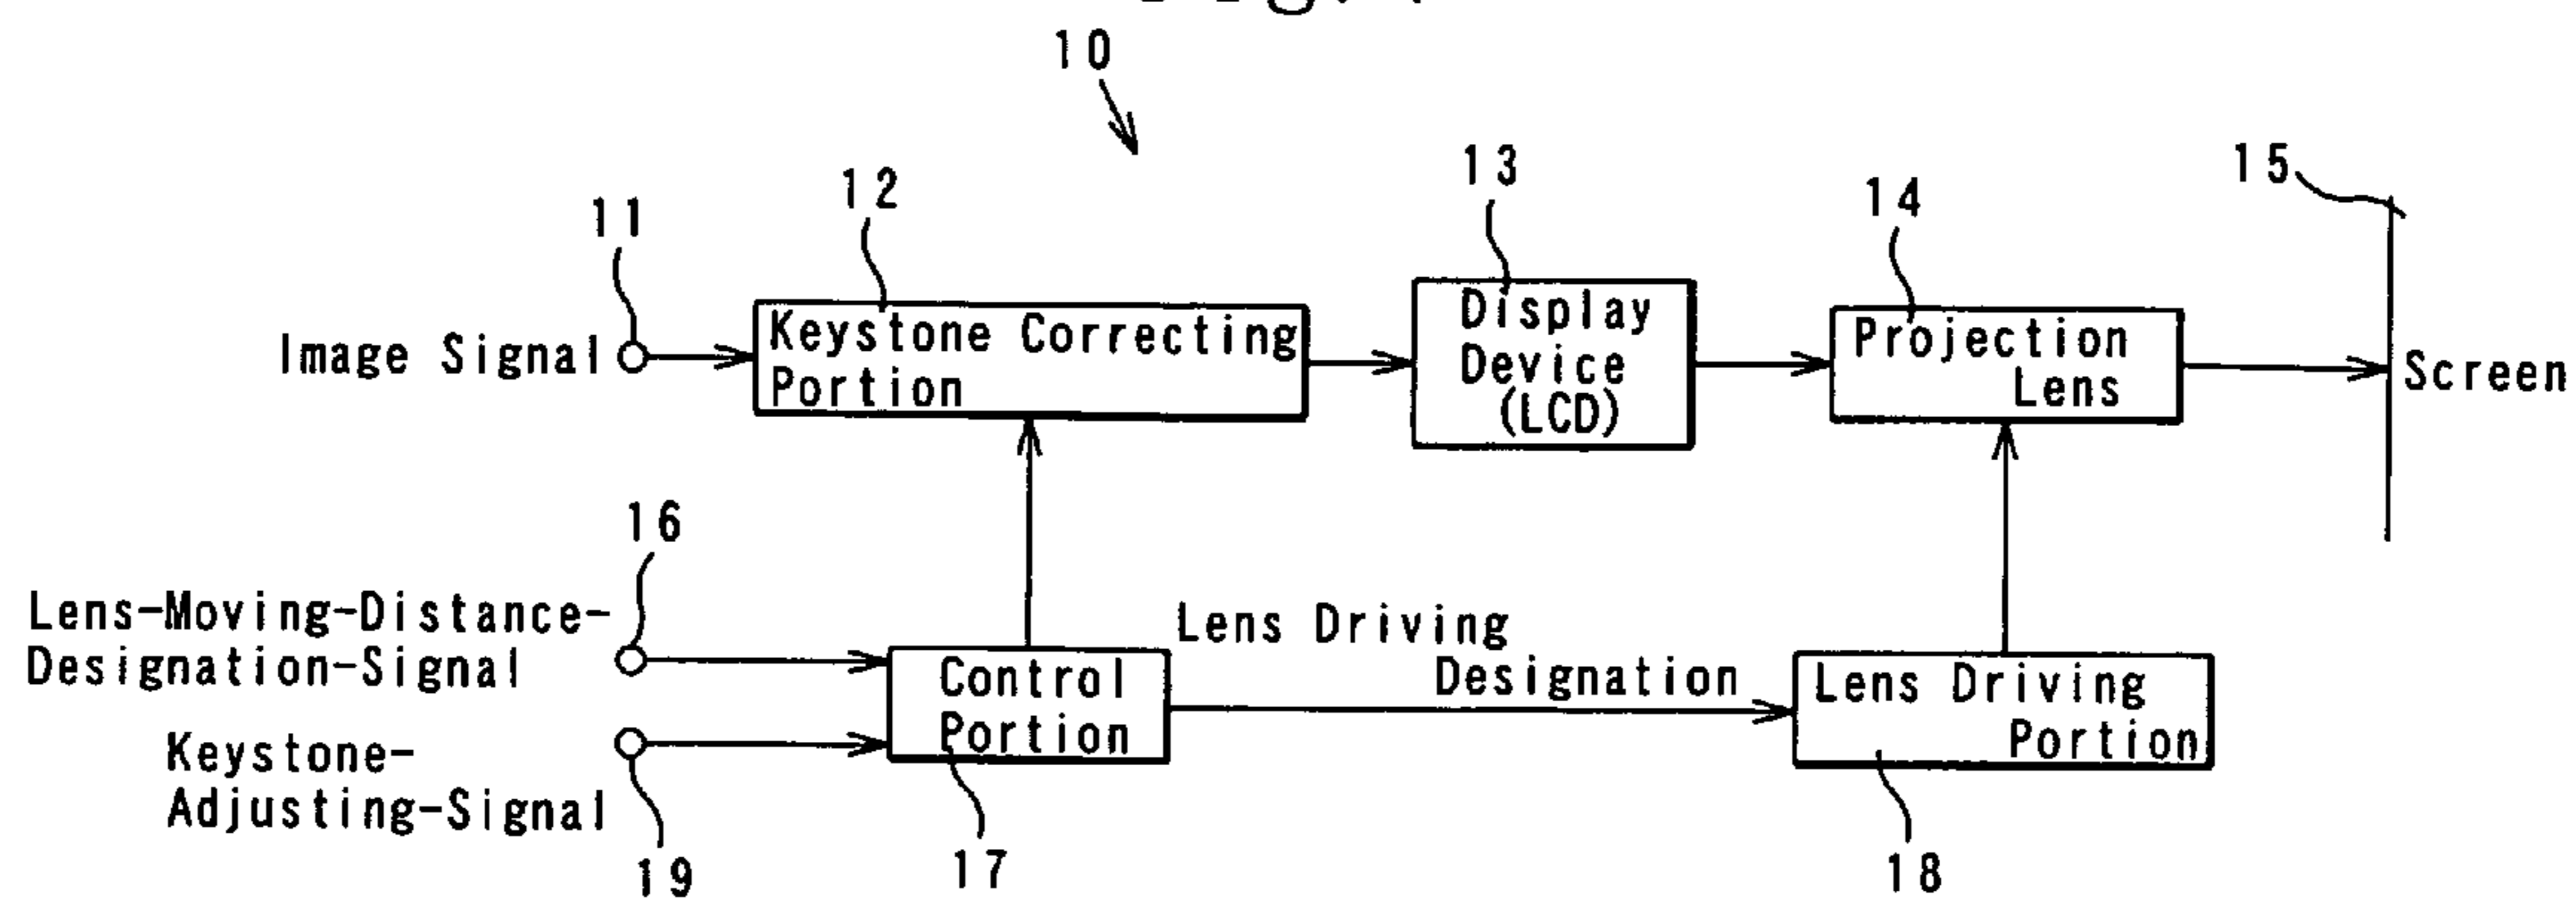 10
11
12
13
14
15
Image Signal
Keystone Correcting
Portion
Display
Device
(LCD)
Projection
Lens
Screen
16
Lens-Moving-Distance-
Designation-Signal
Keystone-
Adjusting-Signal
19
Control
Portion
17
Lens Driving
Designation
Lens Driving
Portion
18